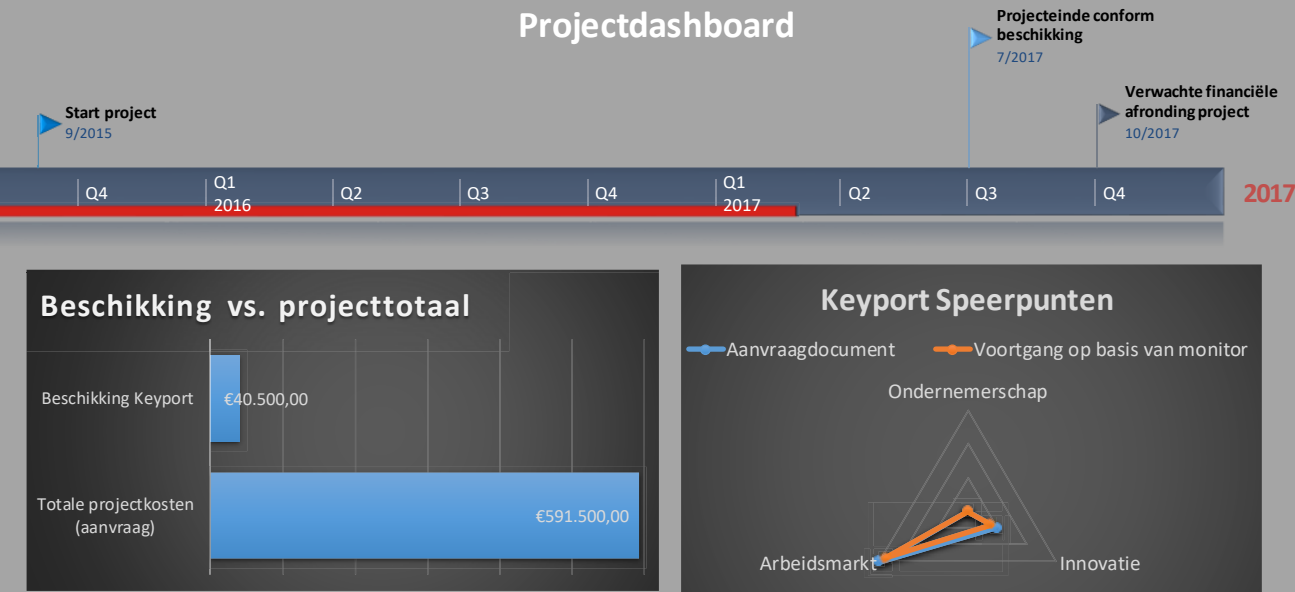 Projectdashboard
Projecteinde conform
beschikking
7/2017
Verwachte financiële
afronding project
10/2017
Start project
9/2015
Q4
Q1
2016
Q2
Q3
Q4
Q1
2017
Q2
Q3
Q4
2017
Beschikking vs. projecttotaal
Beschikking Keyport
€40.500,00
Totale projectkosten
(aanvraag)
€591.500,00
Keyport Speerpunten
Aanvraagdocument
Voortgang op basis van monitor
Ondernemerschap
Arbeidsmarkt
Innovatie